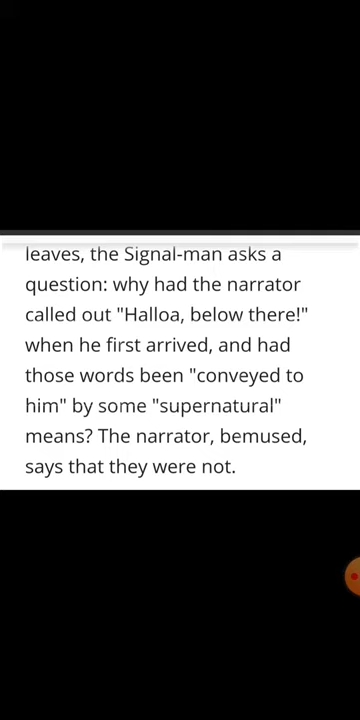 leaves, the Signal-man asks a
question: why had the narrator
called out "Halloa, below there!"
when he first arrived, and had
those words been "conveyed to
him" by some "supernatural"
means? The narrator, bemused,
says that they were not.